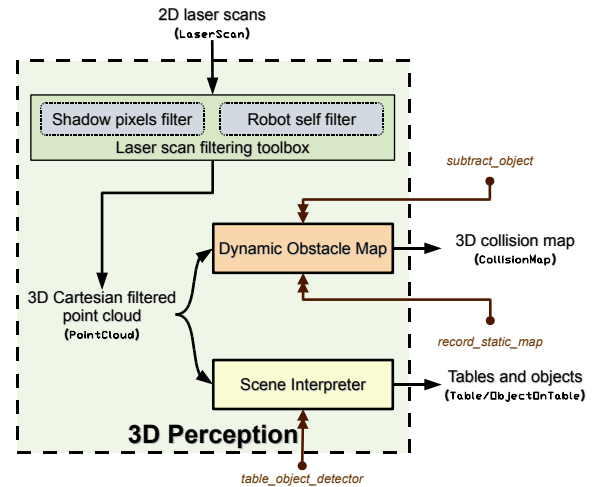 2D laser scans
(LaserScan)
Shadow pixels filter
Robot self filter
Laser scan filtering toolbox
subtract_object
Dynamic Obstacle Map
3D collision map
(CollisionMap)
3D Cartesian filtered
point cloud
(PointCloud)
record_static_map
Scene Interpreter
Tables and objects
(Table/ObjectOnTable)
3D Perception
table_object_detector